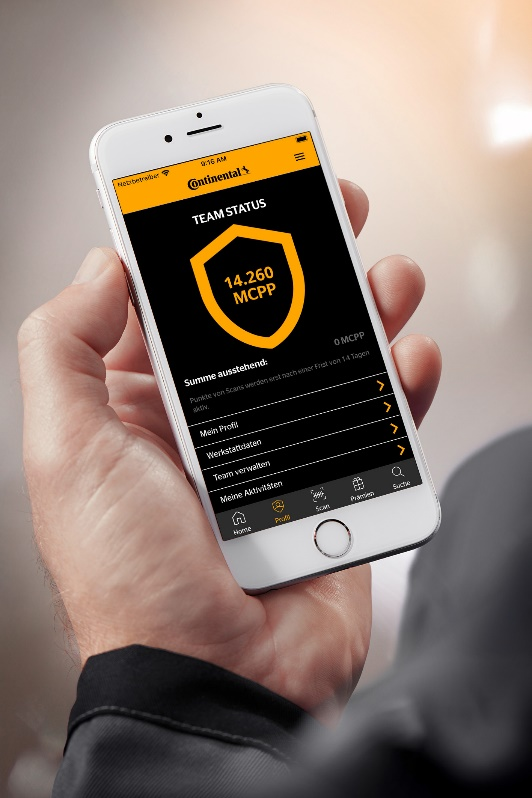 Netzbetreiber
9:16 AM
Continental
TEAM STATUS
14.260
MCPP
Summe ausstehend:
0 MCPP
Punkte von Scans werden erst nach einer Frist von 14 Tagen
aktiv.
Mein Profil
Werkstattdaten
Team verwalten
Meine Aktivitäten
Home
Profil
Scan
Prämien
Suche